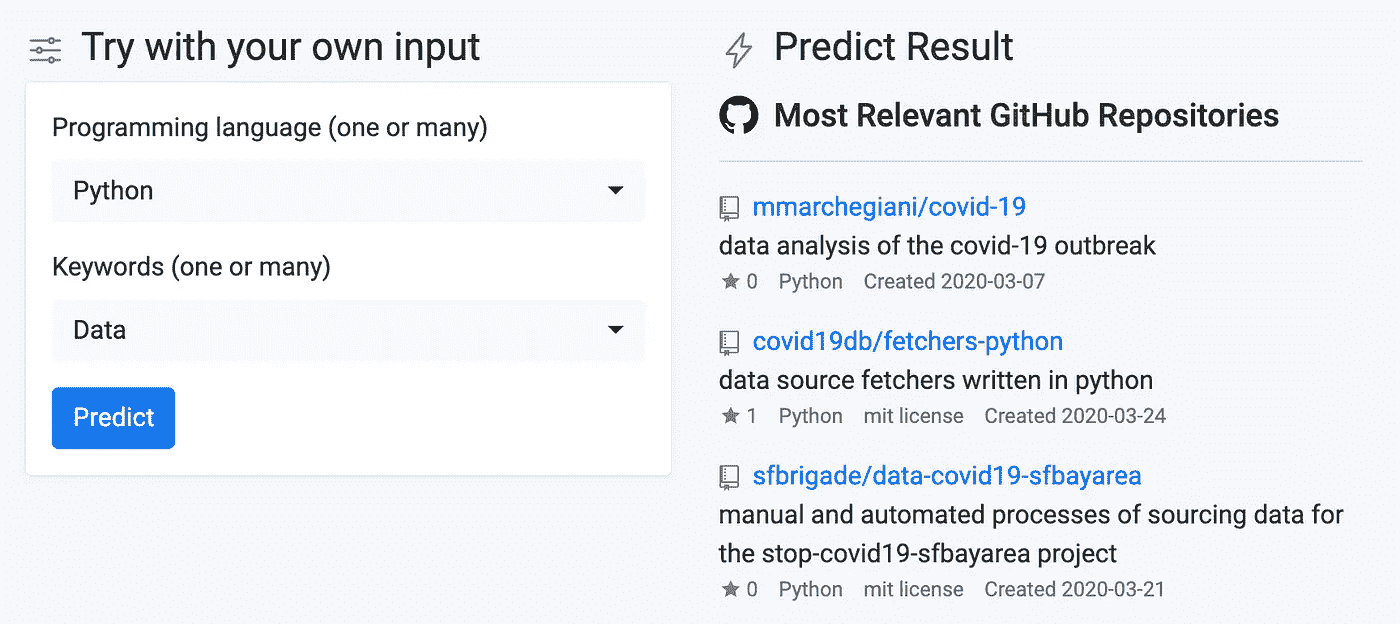 Try with your own input
Programming language (one or many)
Python
Keywords (one or many)
Data
Predict
Predict Result
Most Relevant GitHub Repositories
mmarchegiani/covid-19
data analysis of the covid-19 outbreak
★ 0 Python Created 2020-03-07
covid19db/fetchers-python
data source fetchers written in python
★ 1 Python mit license Created 2020-03-24
sfbrigade/data-covid19-sfbayarea
manual and automated processes of sourcing data for
the stop-covid19-sfbayarea project
★ 0 Python mit license Created 2020-03-21